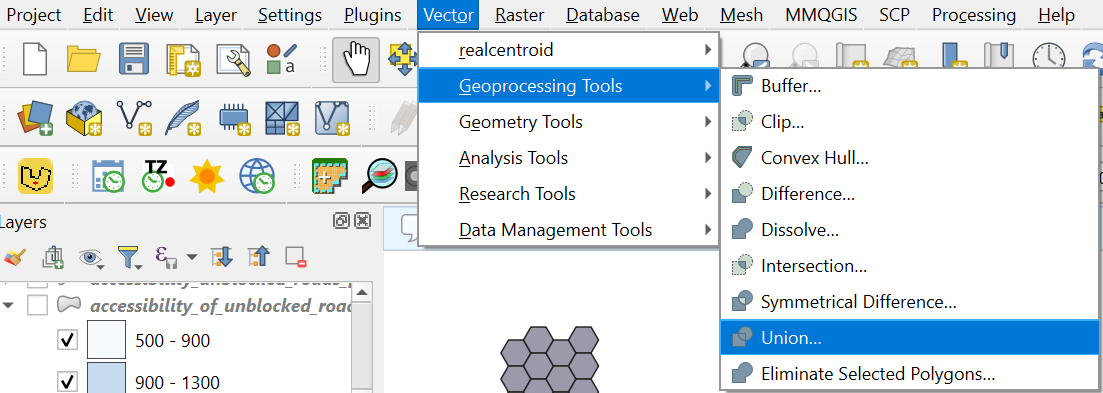 Project Edit View Layer Settings Plugins Vector Raster Database Web Mesh MMQGIS SCP Processing Help
realcentroid
Geoprocessing Tools
Geometry Tools
Analysis Tools
Research Tools
Data Management Tools
Buffer...
Clip...
Convex Hull...
Difference...
Dissolve...
Intersection...
Symmetrical Difference...
Union...
Eliminate Selected Polygons...
a
TZ
Layers
accessibility_of_unblocked_road
500 - 900
900 - 1300